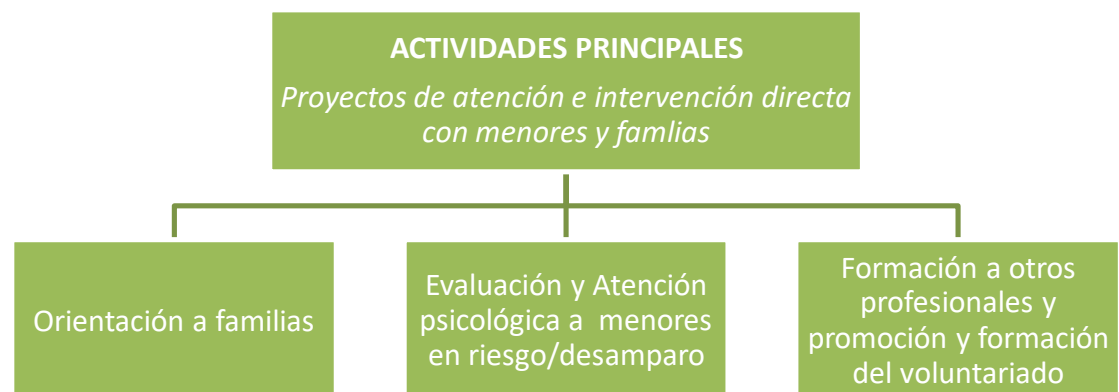 ACTIVIDADES PRINCIPALES
Proyectos de atención e intervención directa
con menores y famlias
Orientación a familias
Evaluación y Atención
psicológica a menores
en riesgo/desamparo
Formación a otros
profesionales y
promoción y formación
del voluntariado